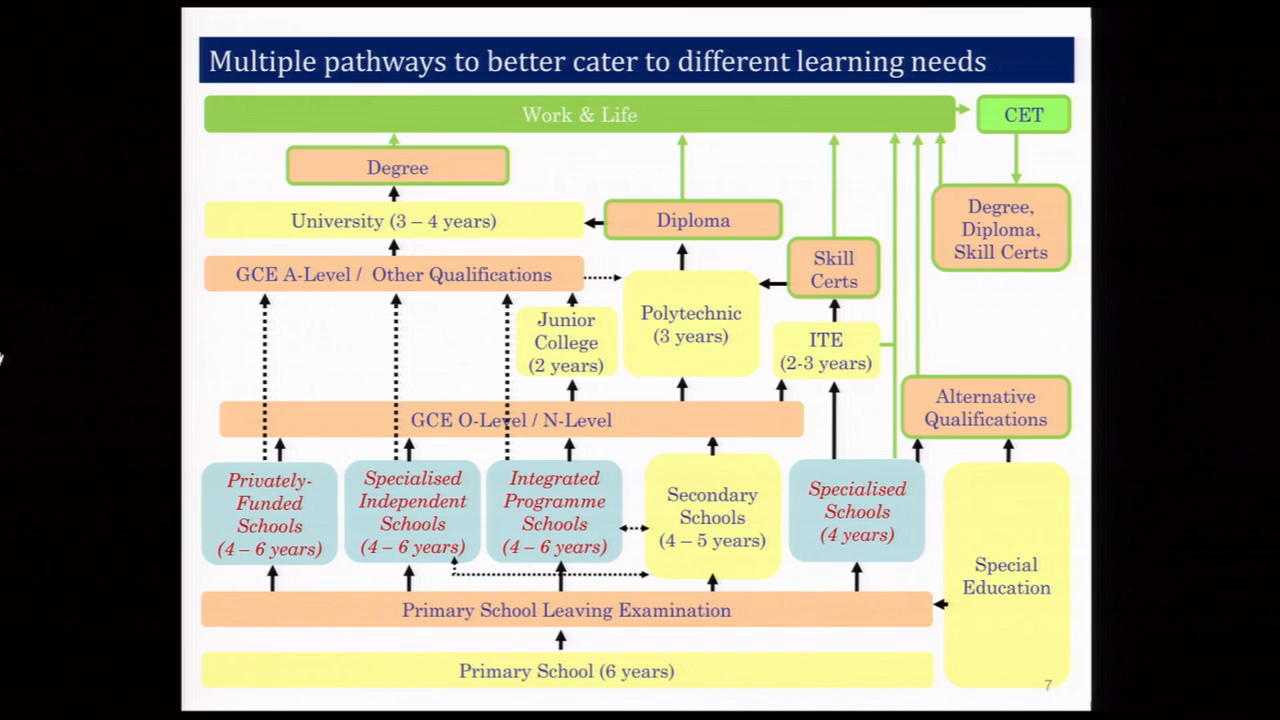 Multiple pathways to better cater to different learning needs
Work & Life
CET
Degree
Degree,
Diploma,
Skill Certs
University (3 – 4 years)
Diploma
Skill
Certs
GCE A-Level / Other Qualifications
Junior
College
(2 years)
Polytechnic
(3 years)
ITE
(2-3 years)
Alternative
Qualifications
GCE O-Level / N-Level
Privately-
Funded
Schools
(4 – 6 years)
Specialised
Independent
Schools
(4 – 6 years)
Integrated
Programme
Schools
(4 – 6 years)
Secondary
Schools
(4 – 5 years)
Specialised
Schools
(4 years)
Special
Education
Primary School Leaving Examination
Primary School (6 years)
7